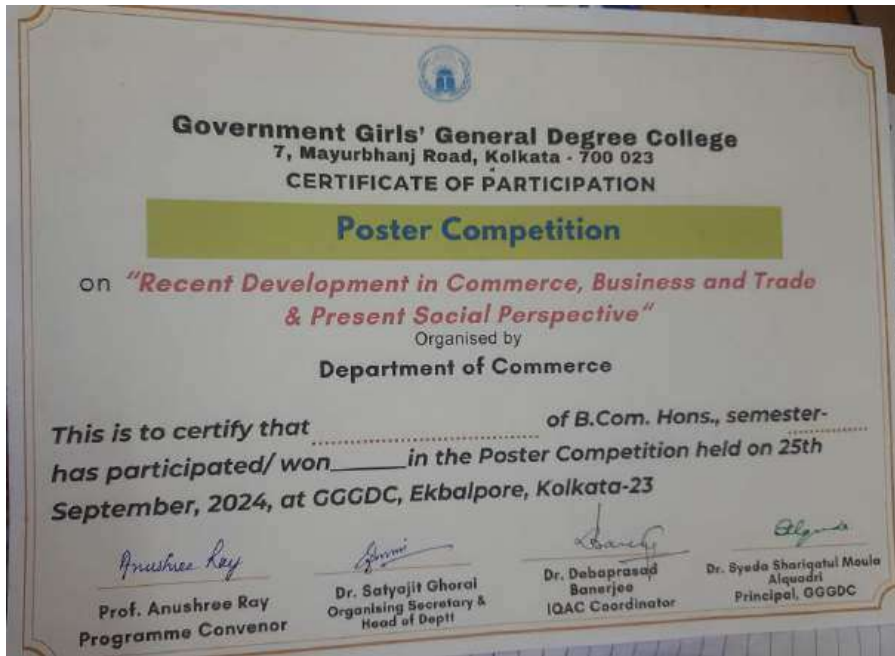 Government Girls' General Degree College
7, Mayurbhanj Road, Kolkata - 700 023
CERTIFICATE OF PARTICIPATION
Poster Competition
on "Recent Development in Commerce, Business and Trade
& Present Social Perspective"
Organised by
Department of Commerce
This is to certify that .................................. of B.Com. Hons., semester-............
has participated/ won______in the Poster Competition held on 25th
September, 2024, at GGGDC, Ekbalpore, Kolkata-23
Anushree Ray
Prof. Anushree Ray
Programme Convenor
Dr. Satyajit Ghorai
Organising Secretary &
Head of Deptt
Dr. Debaprasad
Banerjee
IQAC Coordinator
Dr. Syeda Shariqatul Moula
Alquadri
Principal, GGGDC